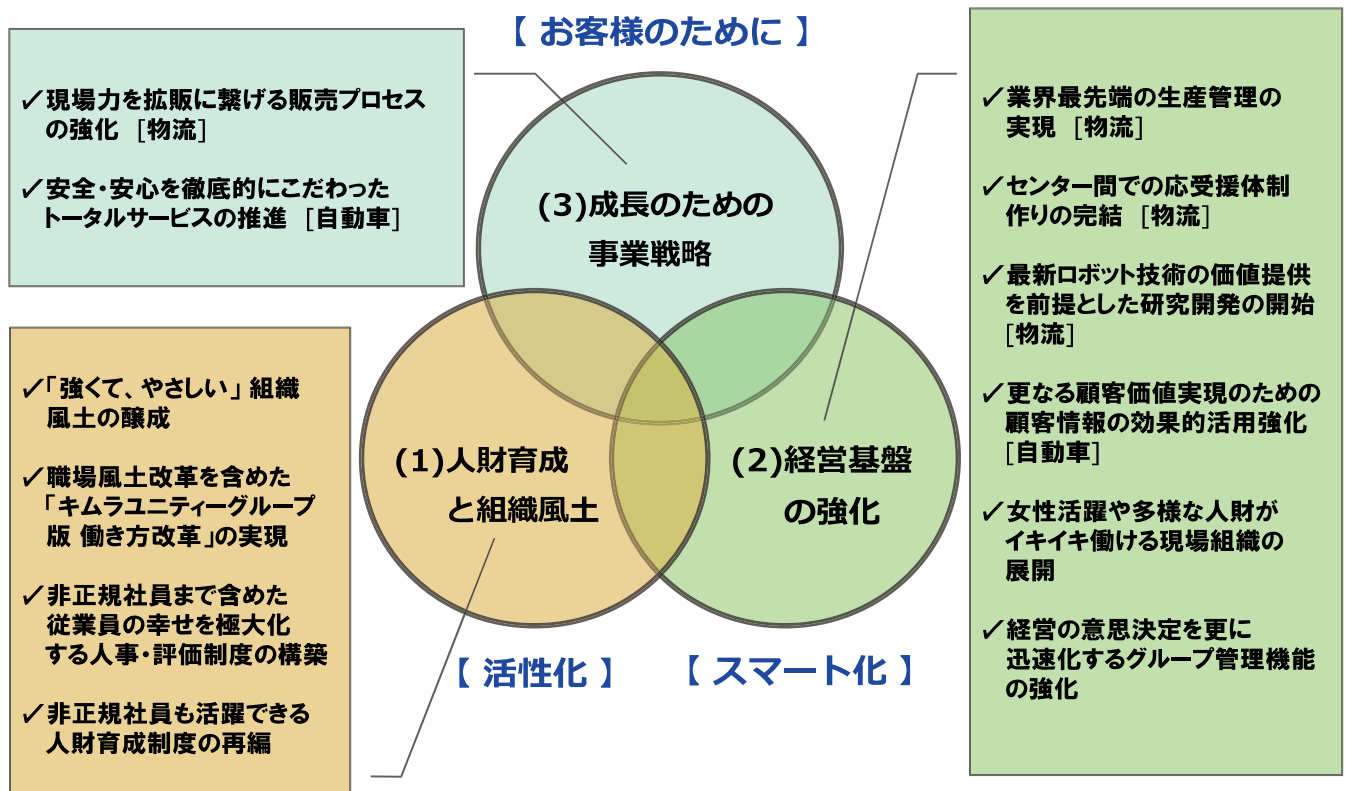 【 お客様のために 】
✓現場力を拡販に繋げる販売プロセス
の強化 [物流]
✓安全・安心を徹底的にこだわった
トータルサービスの推進 [自動車]
(3)成長のための
事業戦略
✓「強くて、やさしい」組織
風土の醸成
✓職場風土改革を含めた
「キムラユニティーグループ
版 働き方改革」の実現
✓非正規社員まで含めた
従業員の幸せを極大化
する人事・評価制度の構築
✓非正規社員も活躍できる
人財育成制度の再編
(1)人財育成
と組織風土
【 活性化 】
(2)経営基盤
の強化
【 スマート化 】
✓業界最先端の生産管理の
実現 [物流]
✓センター間での応受援体制
作りの完結 [物流]
✓最新ロボット技術の価値提供
を前提とした研究開発の開始
[物流]
✓更なる顧客価値実現のための
顧客情報の効果的活用強化
[自動車]
✓女性活躍や多様な人財が
イキイキ働ける現場組織の
展開
✓経営の意思決定を更に
迅速化するグループ管理機能
の強化